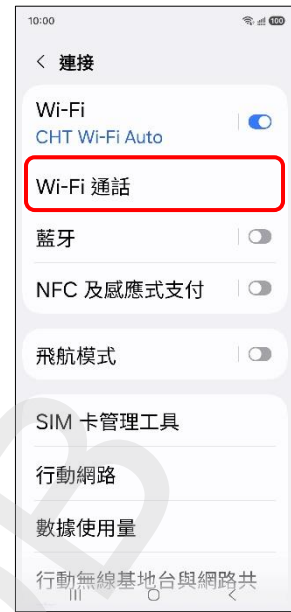 10:00
100
連接
Wi-Fi
CHT Wi-Fi Auto
Wi-Fi 通話
藍牙
NFC 及感應式支付
飛航模式
SIM 卡管理工具
行動網路
數據使用量
行動無線基地台與網路共